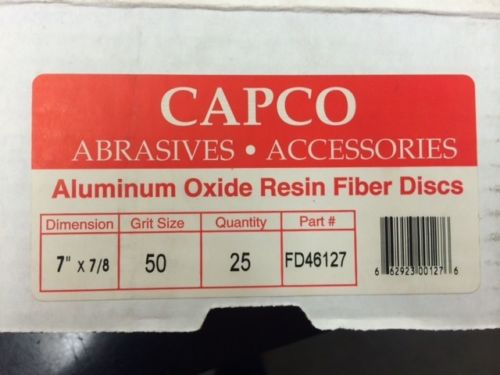 CAPCO
ABRASIVES • ACCESSORIES
Aluminum Oxide Resin Fiber Discs
Dimension Grit Size Quantity Part #
7" x 7/8 50 25 FD46127
6 62923 00127 6